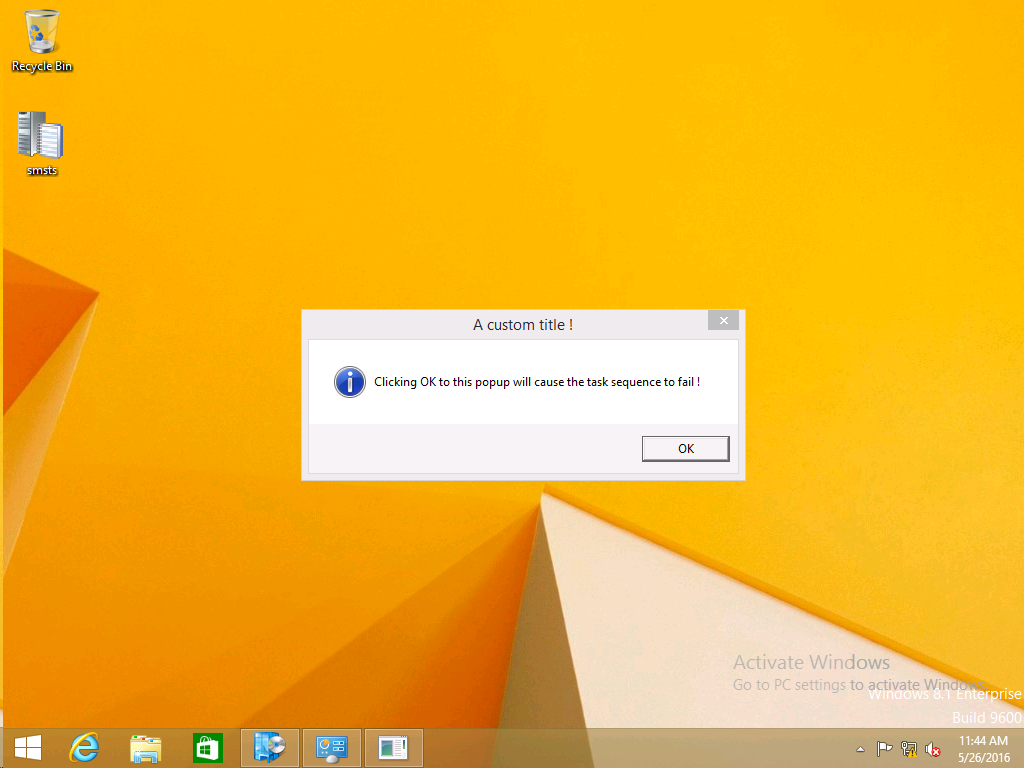 Recycle Bin
smsts
A custom title !
Clicking OK to this popup will cause the task sequence to fail !
OK
Activate Windows
Go to PC settings to activate Windows.
Windows 8.1 Enterprise
Build 9600
11:44 AM
5/26/2016